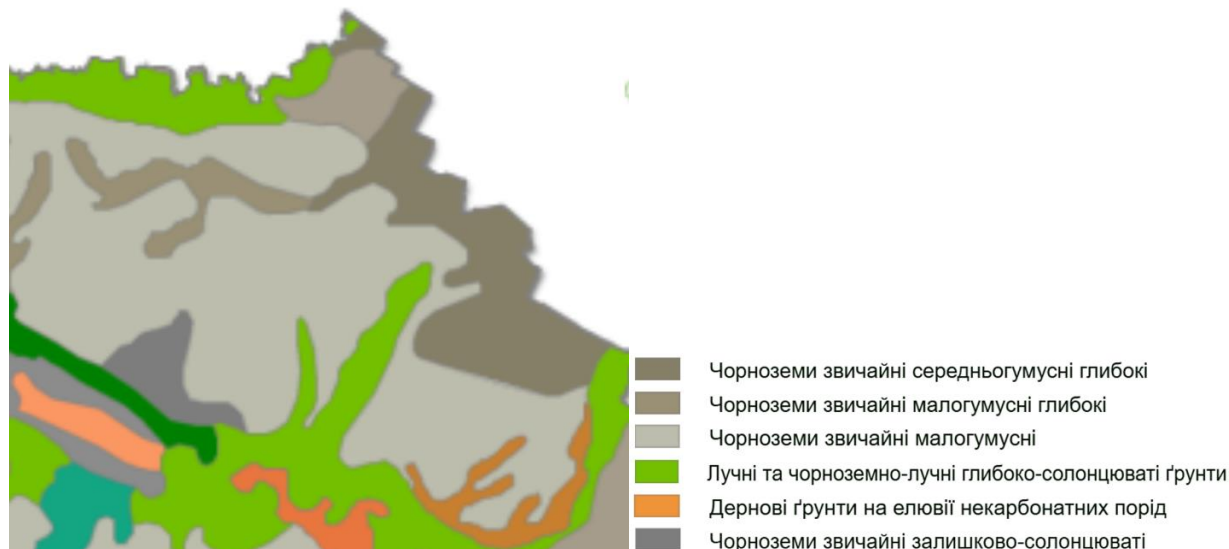 Чорноземи звичайні середньогумусні глибокі
Чорноземи звичайні малогумусні глибокі
Чорноземи звичайні малогумусні
Лучні та чорноземно-лучні глибоко-солонцюваті ґрунти
Дернові ґрунти на елювії некарбонатних порід
Чорноземи звичайні залишково-солонцюваті